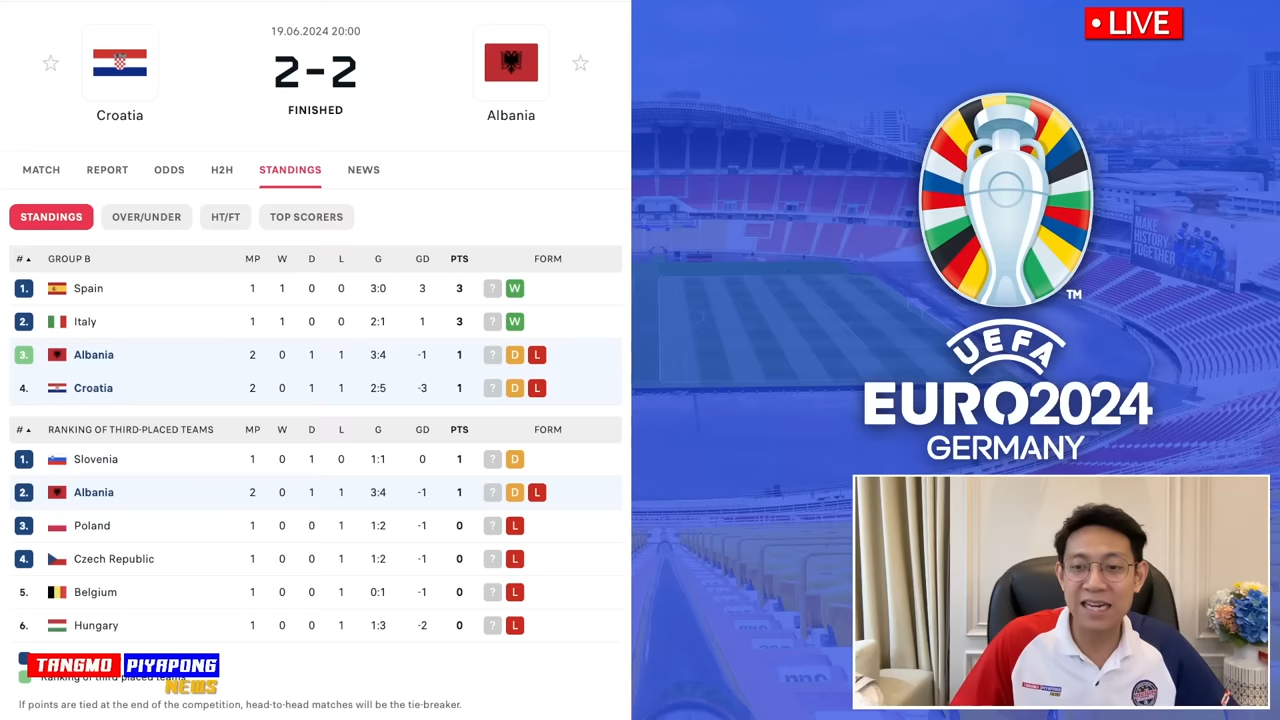 19.06.2024 20:00
2-2
FINISHED
Croatia
Albania
MATCH REPORT ODDS H2H STANDINGS NEWS
STANDINGS OVER/UNDER HT/FT TOP SCORERS
# GROUP B MP W D L G GD PTS FORM
1. Spain 1 1 0 0 3:0 3 3 ? W
2. Italy 1 1 0 0 2:1 1 3 ? W
3. Albania 2 0 1 1 3:4 -1 1 ? D L
4. Croatia 2 0 1 1 2:5 -3 1 ? D L
# RANKING OF THIRD-PLACED TEAMS MP W D L G GD PTS FORM
1. Slovenia 1 0 1 0 1:1 0 1 ? D
2. Albania 2 0 1 1 3:4 -1 1 ? D L
3. Poland 1 0 0 1 1:2 -1 0 ? L
4. Czech Republic 1 0 0 1 1:2 -1 0 ? L
5. Belgium 1 0 0 1 0:1 -1 0 ? L
6. Hungary 1 0 0 1 1:3 -2 0 ? L
TANGMO PIYAPONG
NEWS
Ranking of third placed teams
If points are tied at the end of the competition, head-to-head matches will be the tie-breaker.
• LIVE
MAKE
HISTORY
TOGETHER
TM
UEFA
EURO2024
GERMANY
TANGMO PIYAPONG